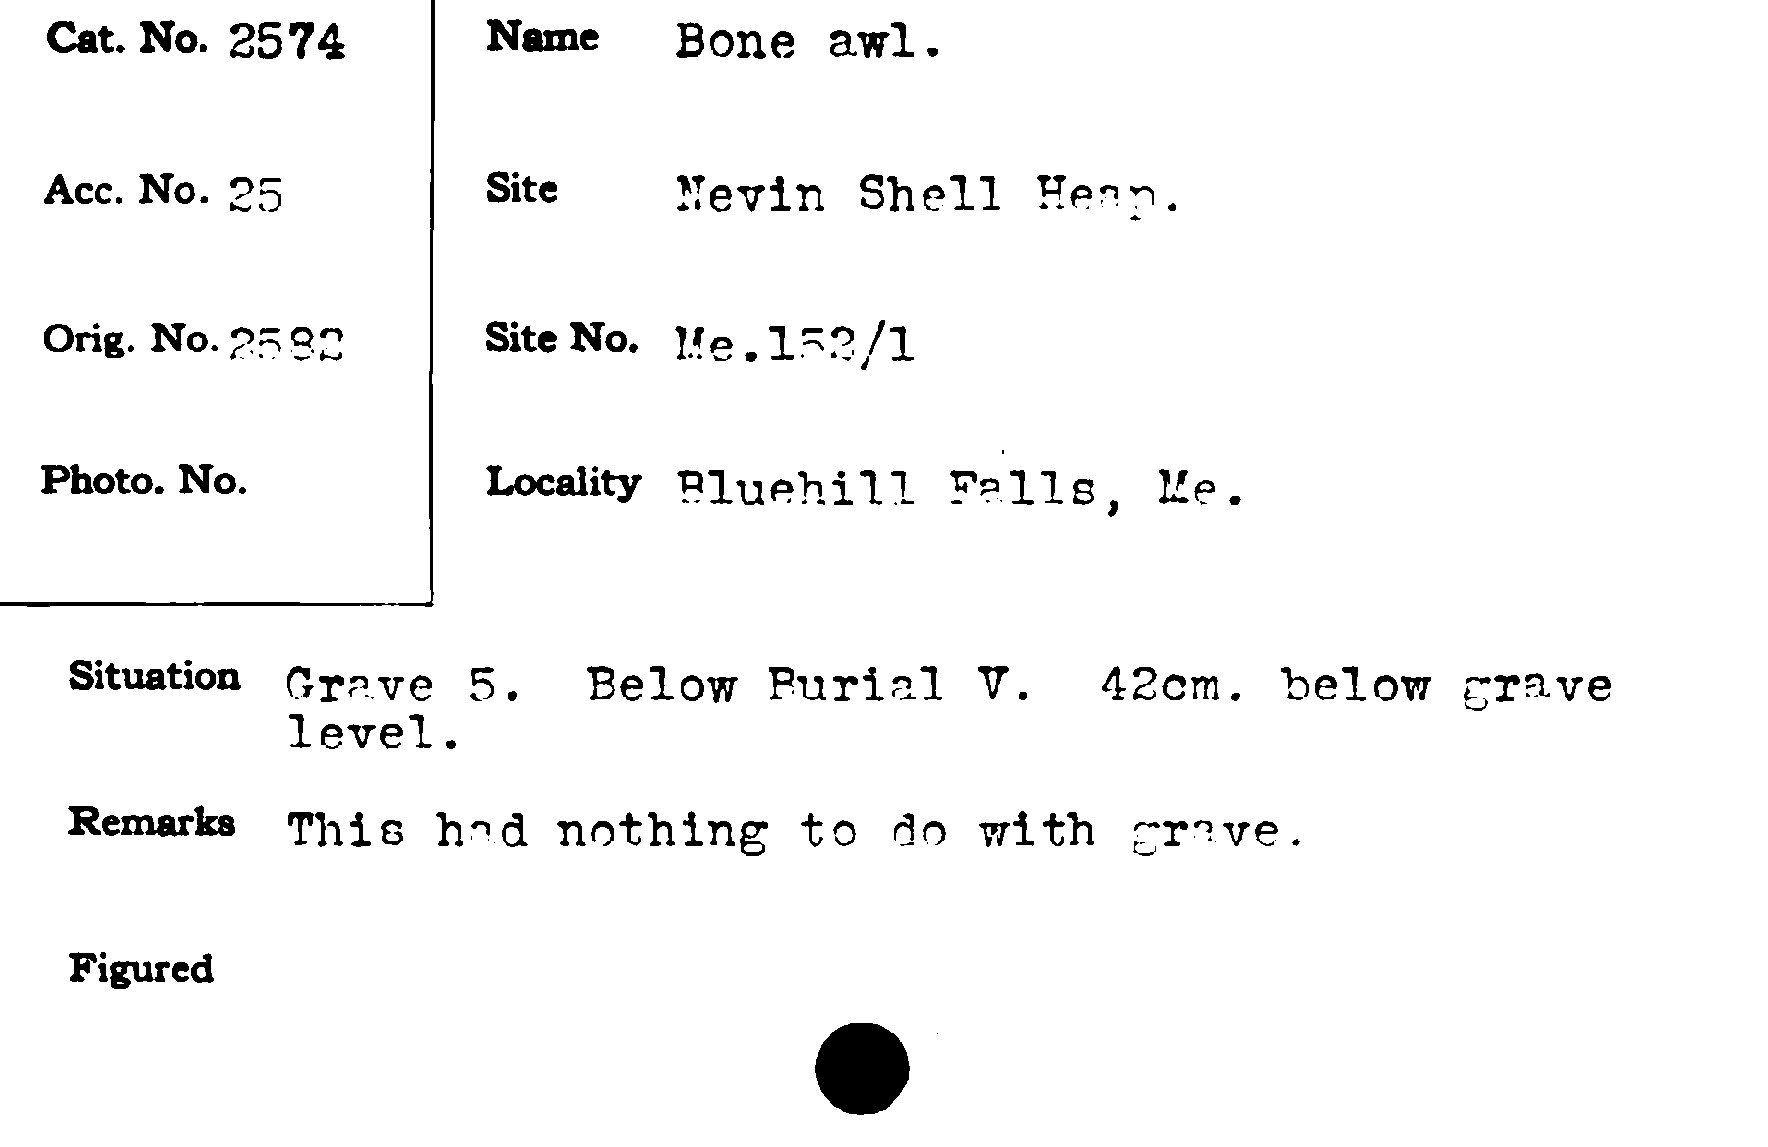 Cat. No. 2574
Name Bone awl.
Acc. No. 25
Site Nevin Shell Heap.
Orig. No. 2582
Site No. Me.152/1
Photo. No.
Locality Bluehill Falls, Me.
Situation Grave 5. Below Burial V. 42cm. below grave
level.
Remarks This had nothing to do with grave.
Figured